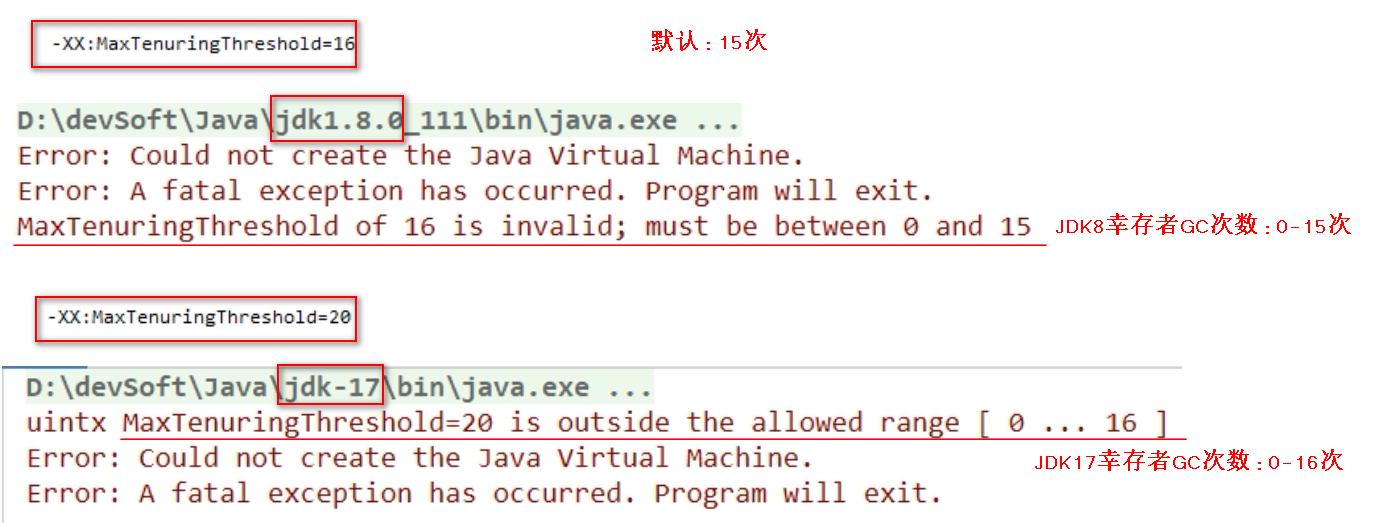 -XX:MaxTenuringThreshold=16
默认：15次
D:\devSoft\Java\jdk1.8.0_111\bin\java.exe ...
Error: Could not create the Java Virtual Machine.
Error: A fatal exception has occurred. Program will exit.
MaxTenuringThreshold of 16 is invalid; must be between 0 and 15
JDK8幸存者GC次数：0-15次
-XX:MaxTenuringThreshold=20
D:\devSoft\Java\jdk-17\bin\java.exe ...
uintx MaxTenuringThreshold=20 is outside the allowed range [ 0 ... 16 ]
Error: Could not create the Java Virtual Machine.
JDK17幸存者GC次数：0-16次
Error: A fatal exception has occurred. Program will exit.